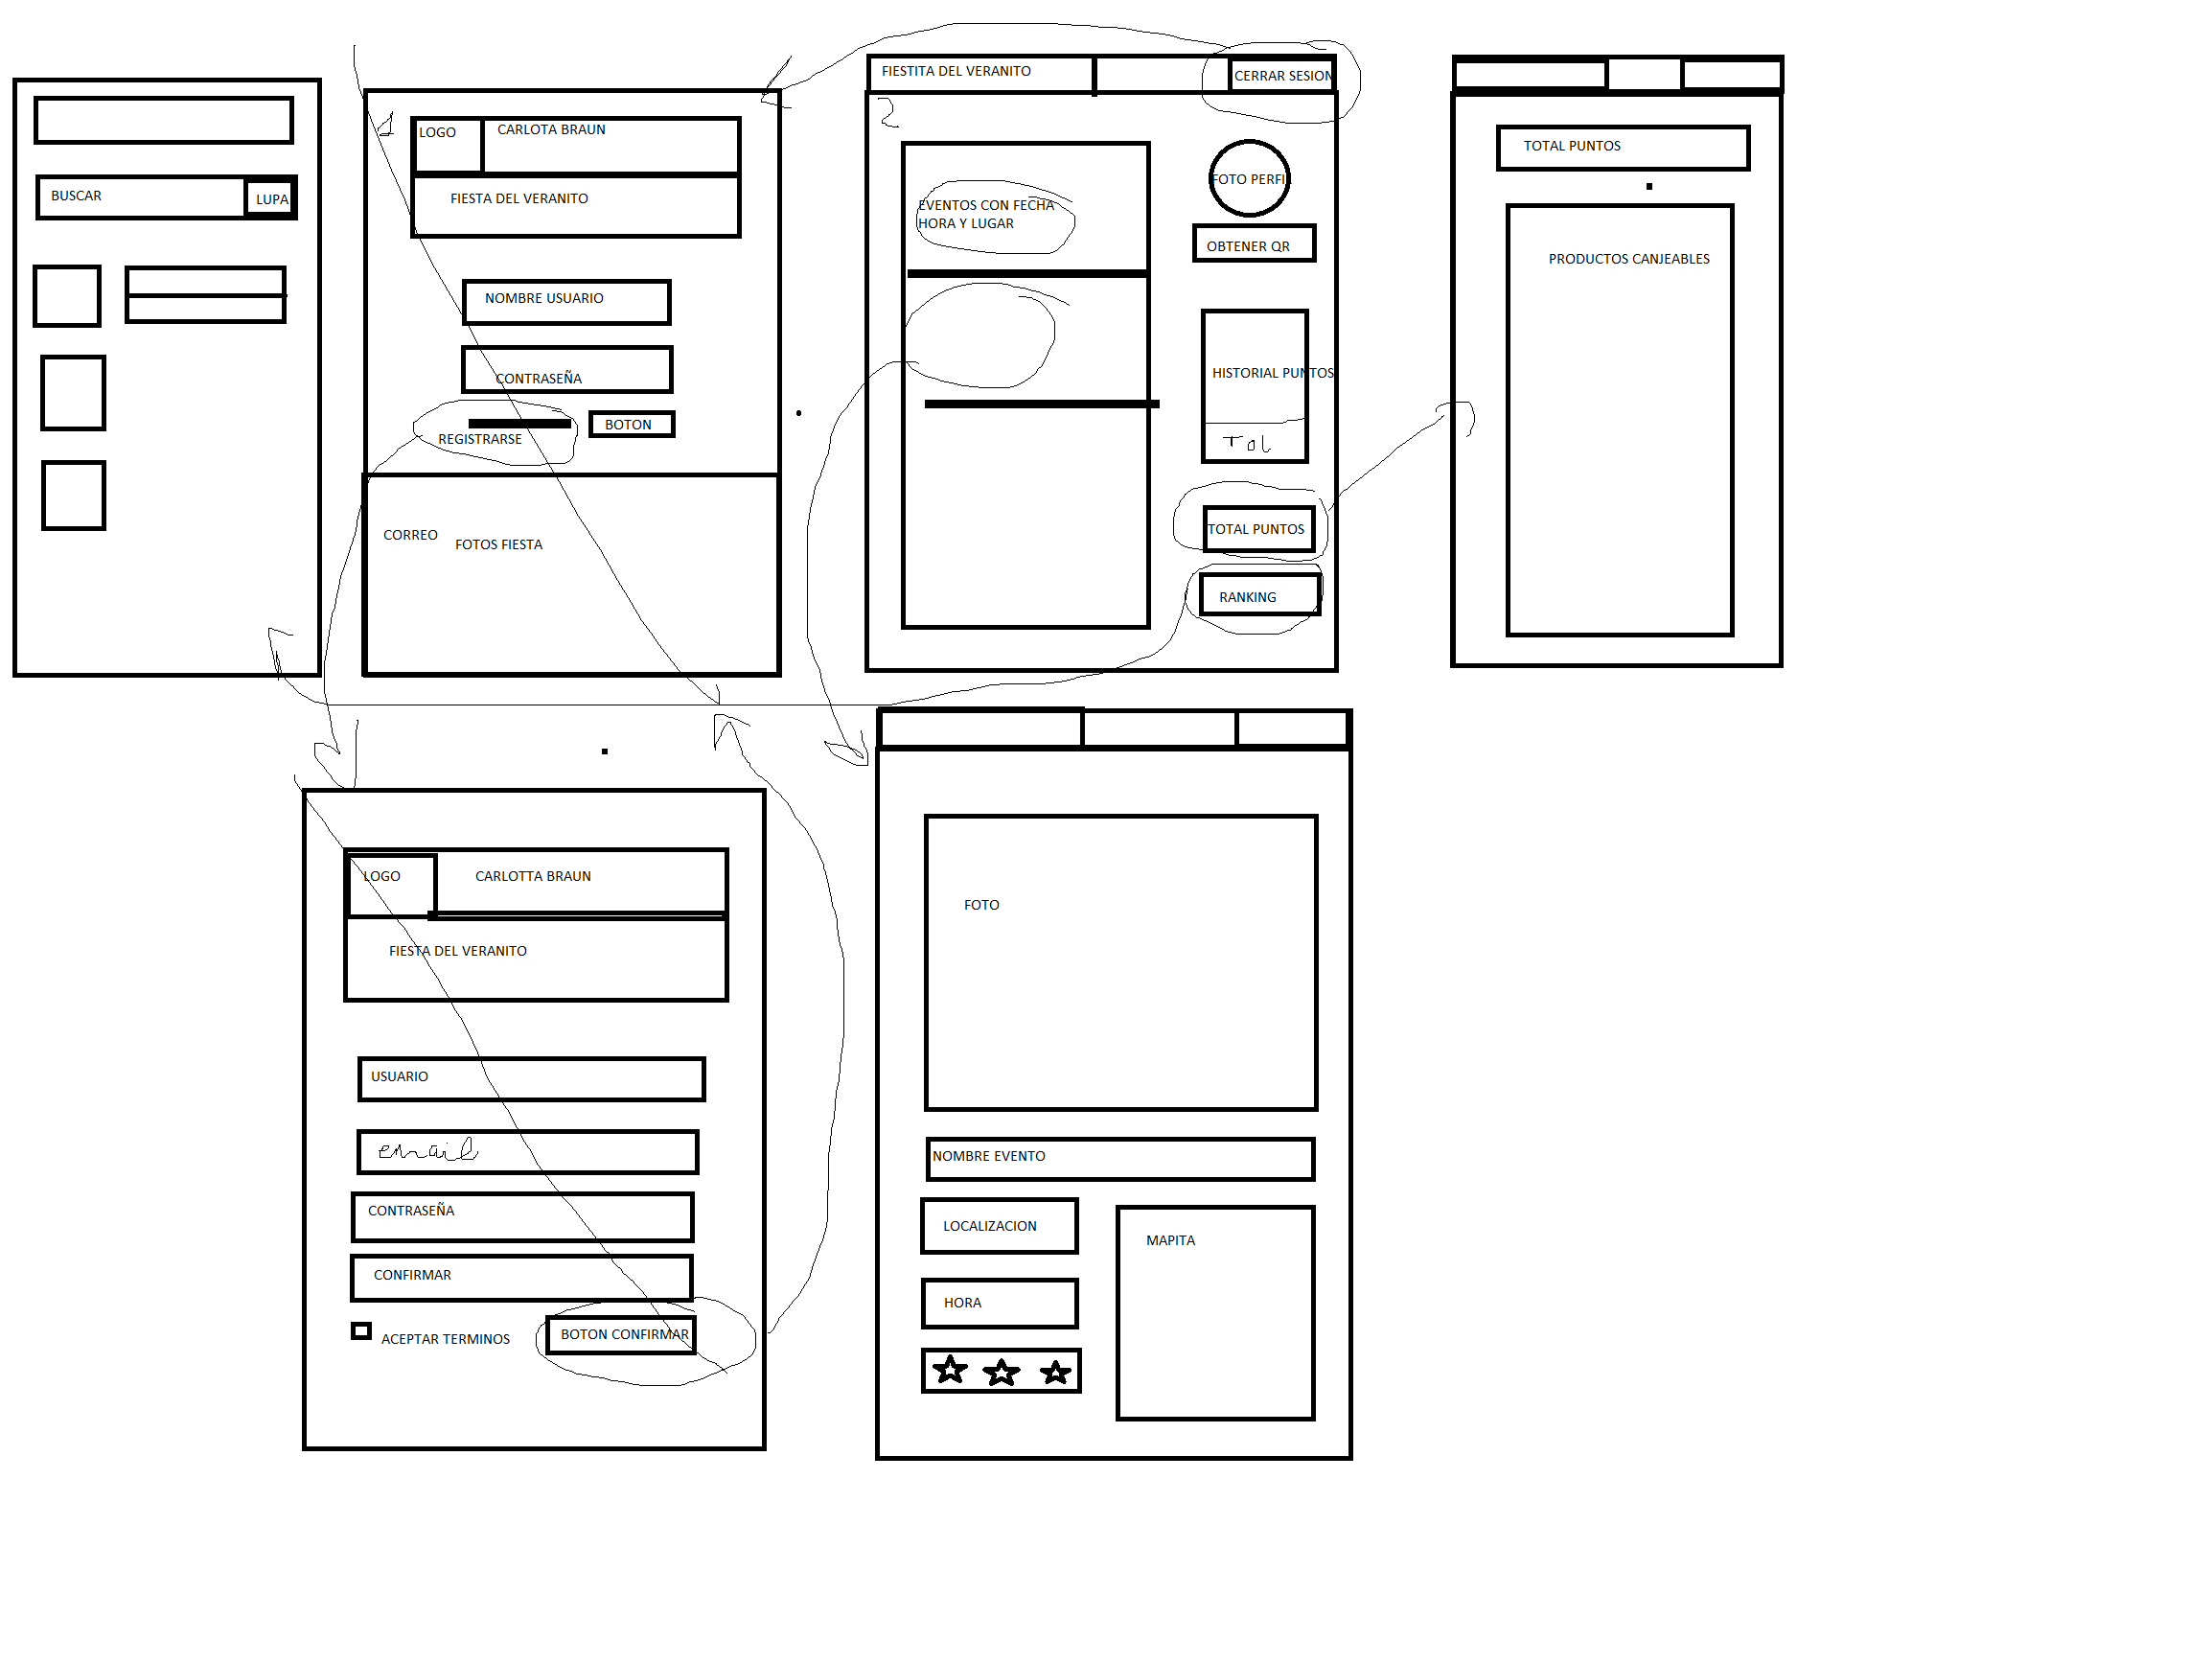 BUSCAR
LUPA
1
LOGO
CARLOTA BRAUN
FIESTA DEL VERANITO
NOMBRE USUARIO
CONTRASEÑA
BOTON
REGISTRARSE
CORREO
FOTOS FIESTA
FIESTITA DEL VERANITO
CERRAR SESION
2
EVENTOS CON FECHA
HORA Y LUGAR
FOTO PERFIL
OBTENER QR
HISTORIAL PUNTOS
Tol
TOTAL PUNTOS
RANKING
TOTAL PUNTOS
PRODUCTOS CANJEABLES
LOGO
CARLOTTA BRAUN
FIESTA DEL VERANITO
USUARIO
email
CONTRASEÑA
CONFIRMAR
ACEPTAR TERMINOS
BOTON CONFIRMAR
FOTO
NOMBRE EVENTO
LOCALIZACION
MAPITA
HORA